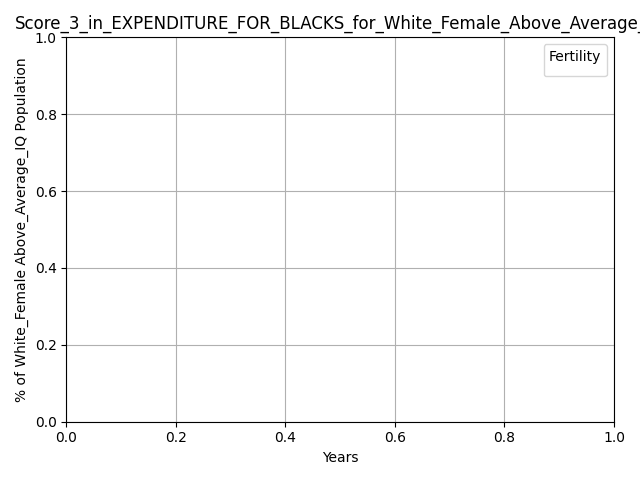 Score_3_in_EXPENDITURE_FOR_BLACKS_for_White_Female_Above_Average_
Fertility
% of White_Female Above_Average_IQ Population
1.0
0.8
0.6
0.4
0.2
0.0
0.0 0.2 0.4 0.6 0.8 1.0
Years